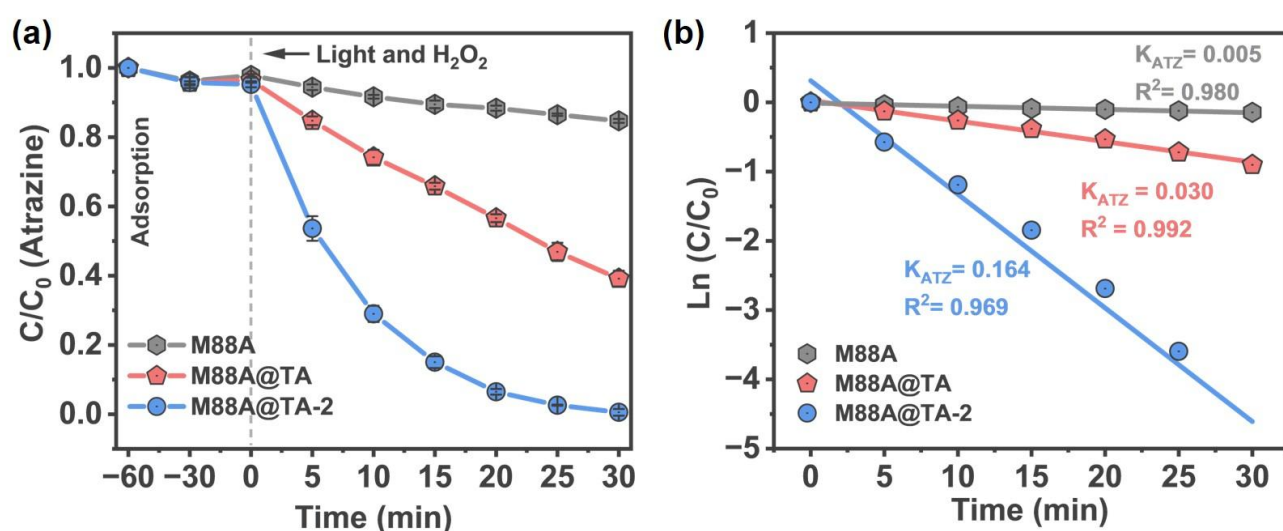 (a)
Light and H₂O₂
Adsorption
C/C₀ (Atrazine)
1.0
0.8
0.6
0.4
0.2
0.0
M88A
M88A@TA
M88A@TA-2
−60 −30 0 5 10 15 20 25 30
Time (min)
(b)
K_ATZ= 0.005
R²= 0.980
K_ATZ = 0.030
R² = 0.992
K_ATZ= 0.164
R²= 0.969
Ln (C/C₀)
1
0
−1
−2
−3
−4
−5
M88A
M88A@TA
M88A@TA-2
0 5 10 15 20 25 30
Time (min)